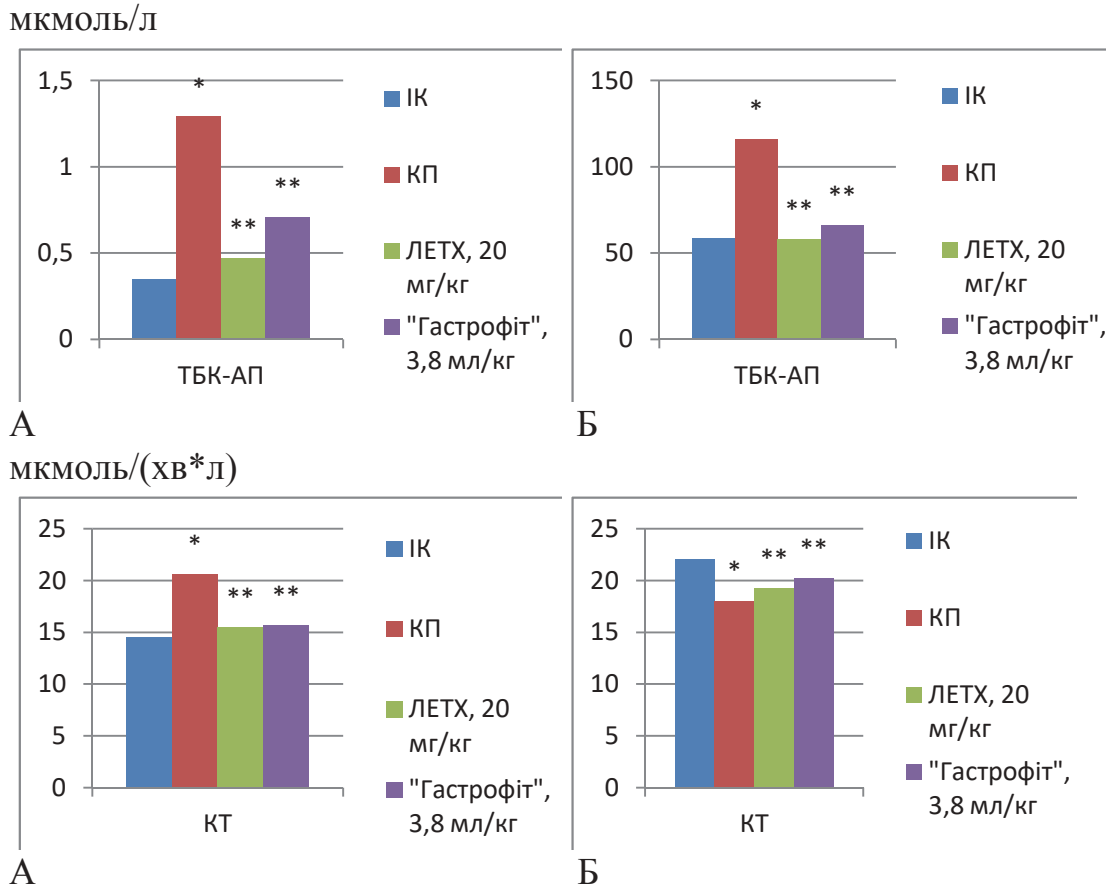 мкмоль/л
1,5
1
0,5
0
*
**
**
ТБК-АП
ІК
КП
ЛЕТХ, 20
мг/кг
"Гастрофіт",
3,8 мл/кг
А
150
100
50
0
*
**
**
ТБК-АП
ІК
КП
ЛЕТХ, 20
мг/кг
"Гастрофіт",
3,8 мл/кг
Б
мкмоль/(хв*л)
25
20
15
10
5
0
*
**
**
КТ
ІК
КП
ЛЕТХ, 20
мг/кг
"Гастрофіт",
3,8 мл/кг
А
25
20
15
10
5
0
*
**
**
КТ
ІК
КП
ЛЕТХ, 20
мг/кг
"Гастрофіт",
3,8 мл/кг
Б